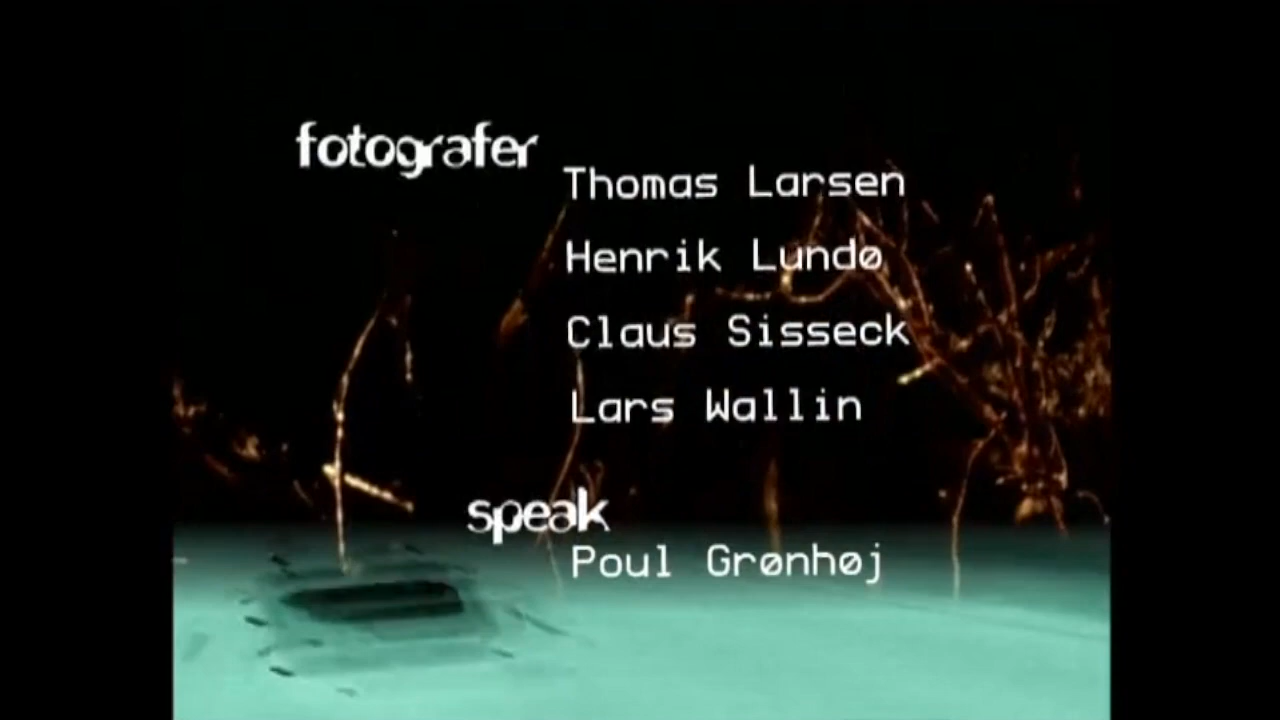 fotografer
Thomas Larsen
Henrik Lundø
Claus Sisseck
Lars Wallin
speak
Poul Grønhøj